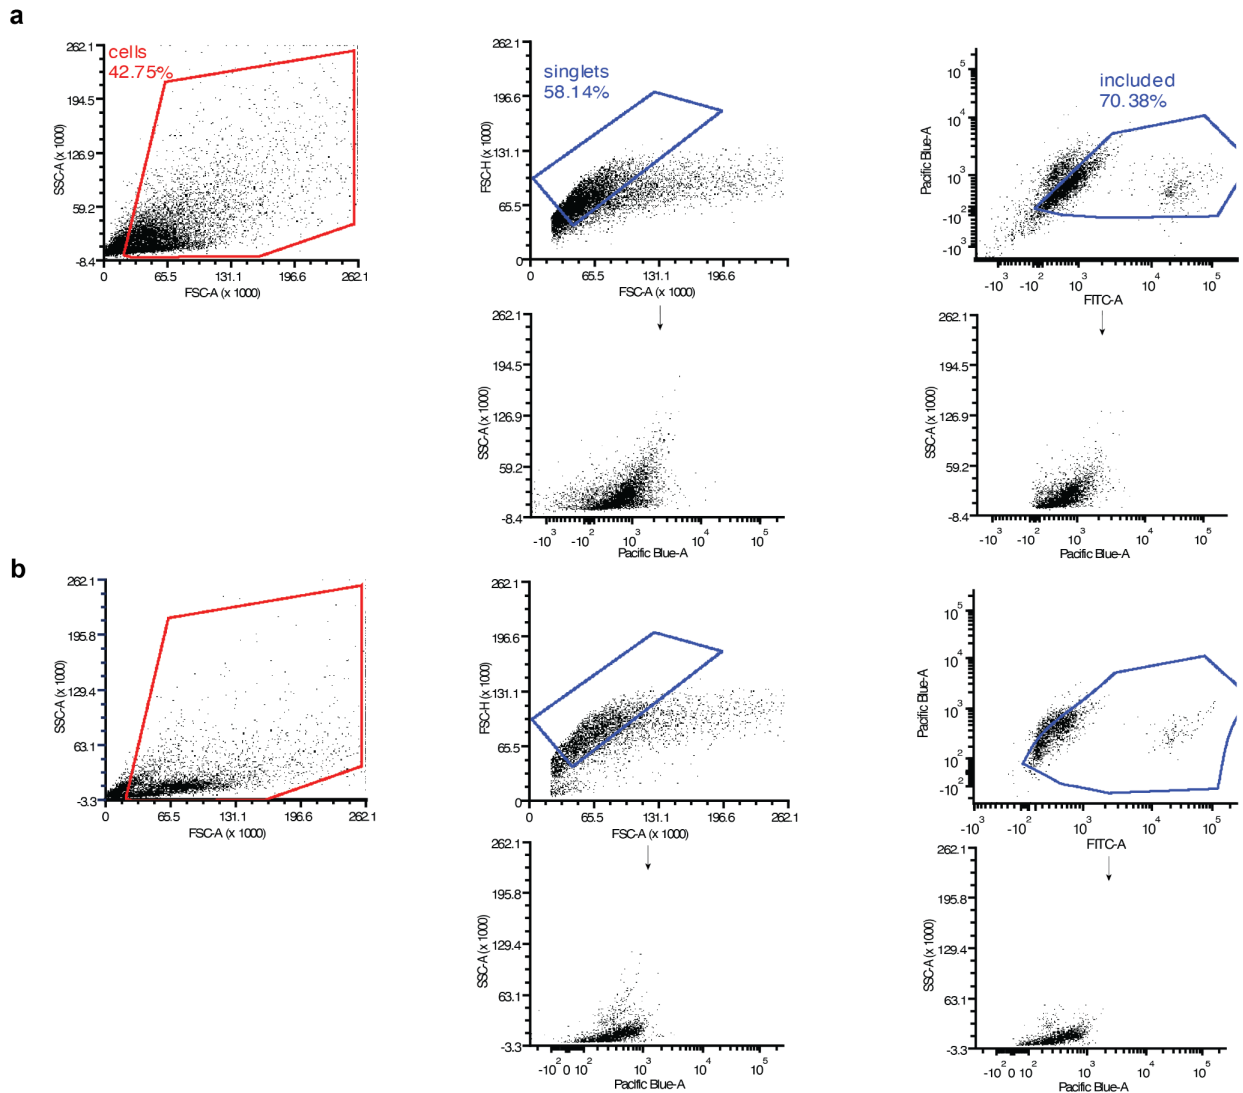 a
cells
42.75%
262.1
194.5
126.9
59.2
-8.4
SSC-A (x 1000)
0 65.5 131.1 196.6 262.1
FSC-A (x 1000)
singlets
58.14%
262.1
196.6
131.1
65.5
0
FSC-H (x 1000)
0 65.5 131.1 196.6
FSC-A (x 1000)
included
70.38%
10^5
10^4
10^3
-10^2
-10^3
Pacific Blue-A
-10^3 -10^2 10^3 10^4 10^5
FITC-A
262.1
194.5
126.9
59.2
-8.4
SSC-A (x 1000)
-10^3 -10^2 10^3 10^4 10^5
Pacific Blue-A
262.1
194.5
126.9
59.2
-8.4
SSC-A (x 1000)
-10^3 -10^2 10^3 10^4 10^5
Pacific Blue-A
b
262.1
195.8
129.4
63.1
-3.3
SSC-A (x 1000)
0 65.5 131.1 196.6 262.1
FSC-A (x 1000)
262.1
196.6
131.1
65.5
0
FSC-H (x 1000)
0 65.5 131.1 196.6 262.1
FSC-A (x 1000)
10^5
10^4
10^3
10^2
-10^2
Pacific Blue-A
-10^3 -10^2 10^3 10^4 10^5
FITC-A
262.1
195.8
129.4
63.1
-3.3
SSC-A (x 1000)
-10^2 0 10^2 10^3 10^4 10^5
Pacific Blue-A
262.1
195.8
129.4
63.1
-3.3
SSC-A (x 1000)
-10^2 0 10^2 10^3 10^4 10^5
Pacific Blue-A